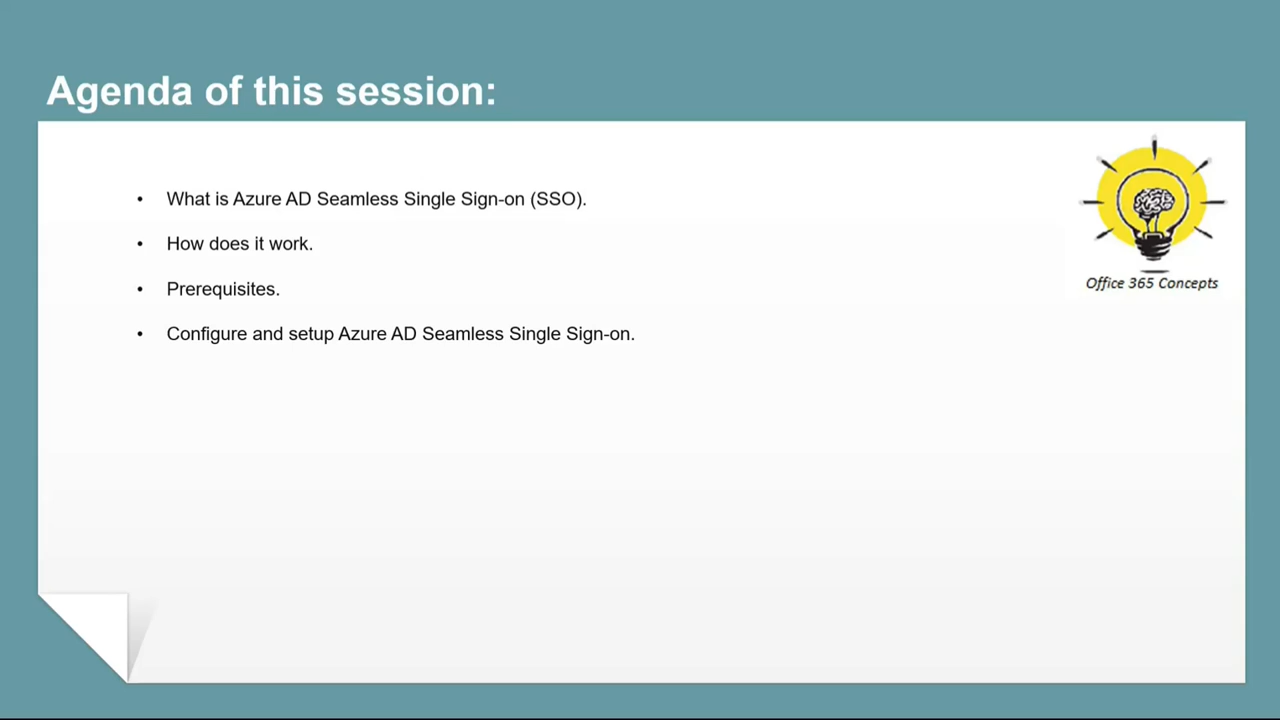 Agenda of this session:
• What is Azure AD Seamless Single Sign-on (SSO).
• How does it work.
• Prerequisites.
• Configure and setup Azure AD Seamless Single Sign-on.
Office 365 Concepts